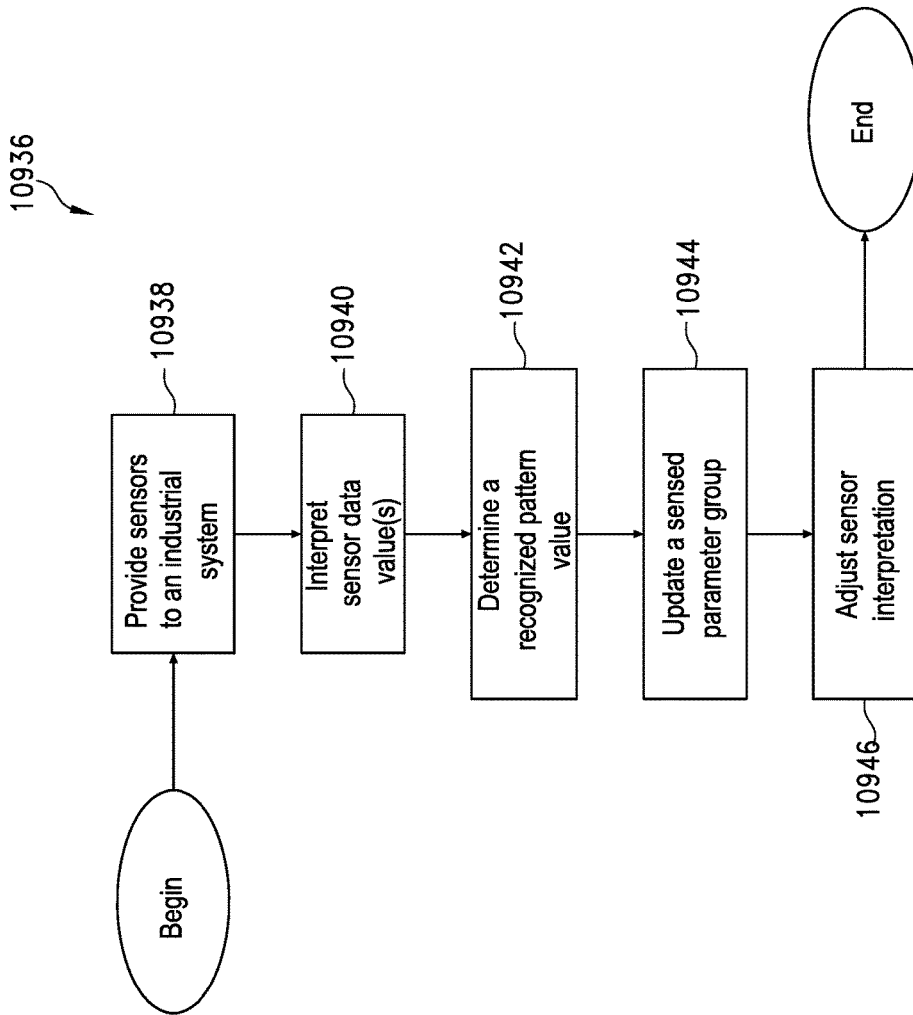 10936
Begin
Provide sensors
to an industrial
system
10938
Interpret
sensor data
value(s)
10940
Determine a
recognized pattern
value
10942
Update a sensed
parameter group
10944
Adjust sensor
interpretation
10946
End